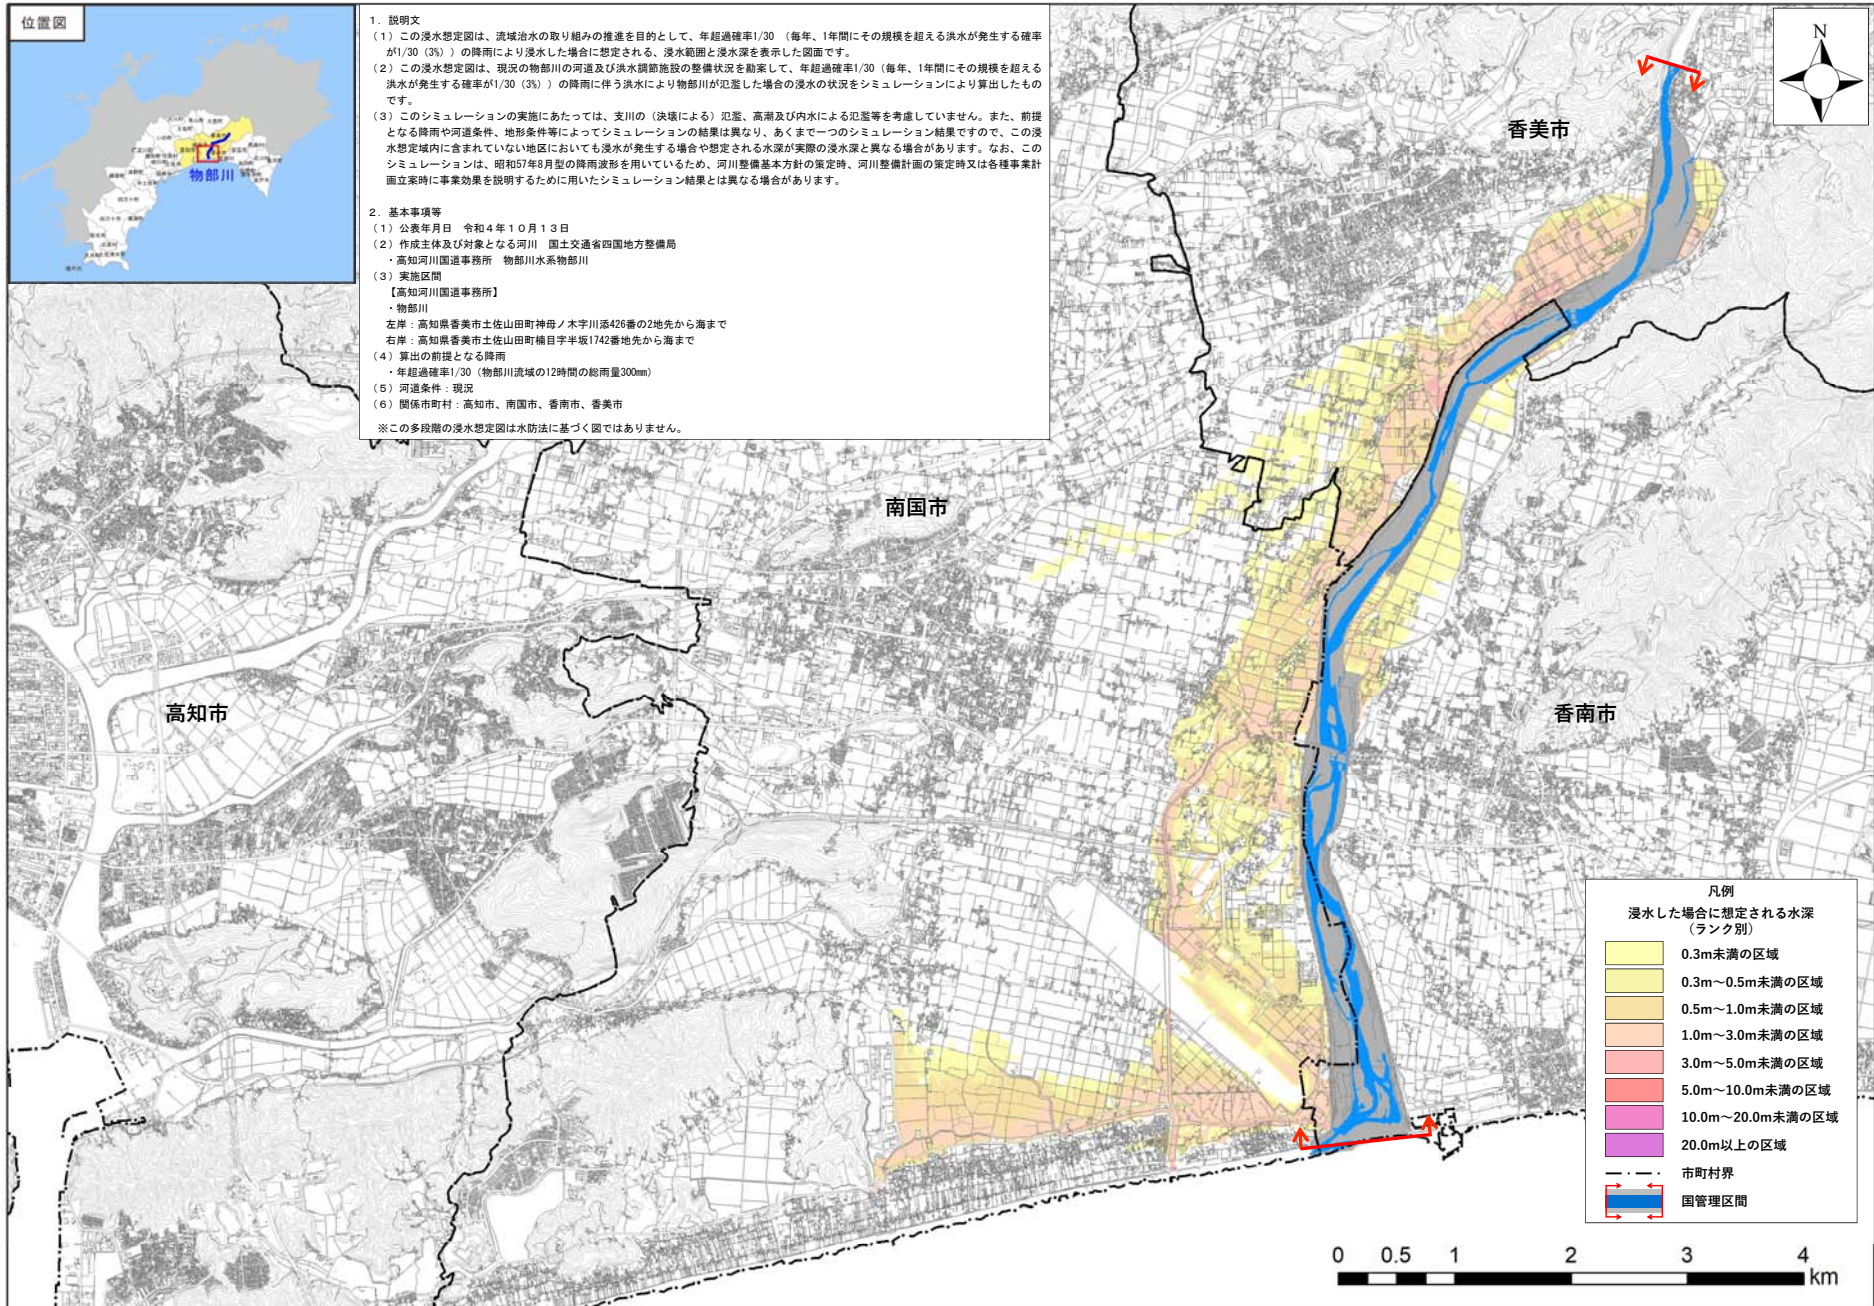 位置図
物部川
1．説明文
（1）この浸水想定図は、流域治水の取り組みの推進を目的として、年超過確率1/30 （毎年、1年間にその規模を超える洪水が発生する確率
が1/30（3%））の降雨により浸水した場合に想定される、浸水範囲と浸水深を表示した図面です。
（2）この浸水想定図は、現況の物部川の河道及び洪水調節施設の整備状況を勘案して、年超過確率1/30（毎年、1年間にその規模を超える
洪水が発生する確率が1/30（3%））の降雨に伴う洪水により物部川が氾濫した場合の浸水の状況をシミュレーションにより算出したもの
です。
（3）このシミュレーションの実施にあたっては、支川の（決壊による）氾濫、高潮及び内水による氾濫等を考慮していません。また、前提
となる降雨や河道条件、地形条件等によってシミュレーションの結果は異なり、あくまで一つのシミュレーション結果ですので、この浸
水想定域内に含まれていない地区においても浸水が発生する場合や想定される水深が実際の浸水深と異なる場合があります。なお、この
シミュレーションは、昭和57年8月型の降雨波形を用いているため、河川整備基本方針の策定時、河川整備計画の策定時又は各種事業計
画立案時に事業効果を説明するために用いたシミュレーション結果とは異なる場合があります。
2．基本事項等
（1）公表年月日　令和4年10月13日
（2）作成主体及び対象となる河川　国土交通省四国地方整備局
・高知河川国道事務所　物部川水系物部川
（3）実施区間
【高知河川国道事務所】
・物部川
左岸：高知県香美市土佐山田町神母ノ木字川添426番の2地先から海まで
右岸：高知県香美市土佐山田町楠目字半坂1742番地先から海まで
（4）算出の前提となる降雨
・年超過確率1/30（物部川流域の12時間の総雨量300mm）
（5）河道条件：現況
（6）関係市町村：高知市、南国市、香南市、香美市
※この多段階の浸水想定図は水防法に基づく図ではありません。
N
香美市
南国市
高知市
香南市
凡例
浸水した場合に想定される水深
（ランク別）
0.3m未満の区域
0.3m～0.5m未満の区域
0.5m～1.0m未満の区域
1.0m～3.0m未満の区域
3.0m～5.0m未満の区域
5.0m～10.0m未満の区域
10.0m～20.0m未満の区域
20.0m以上の区域
市町村界
国管理区間
0 0.5 1 2 3 4
km